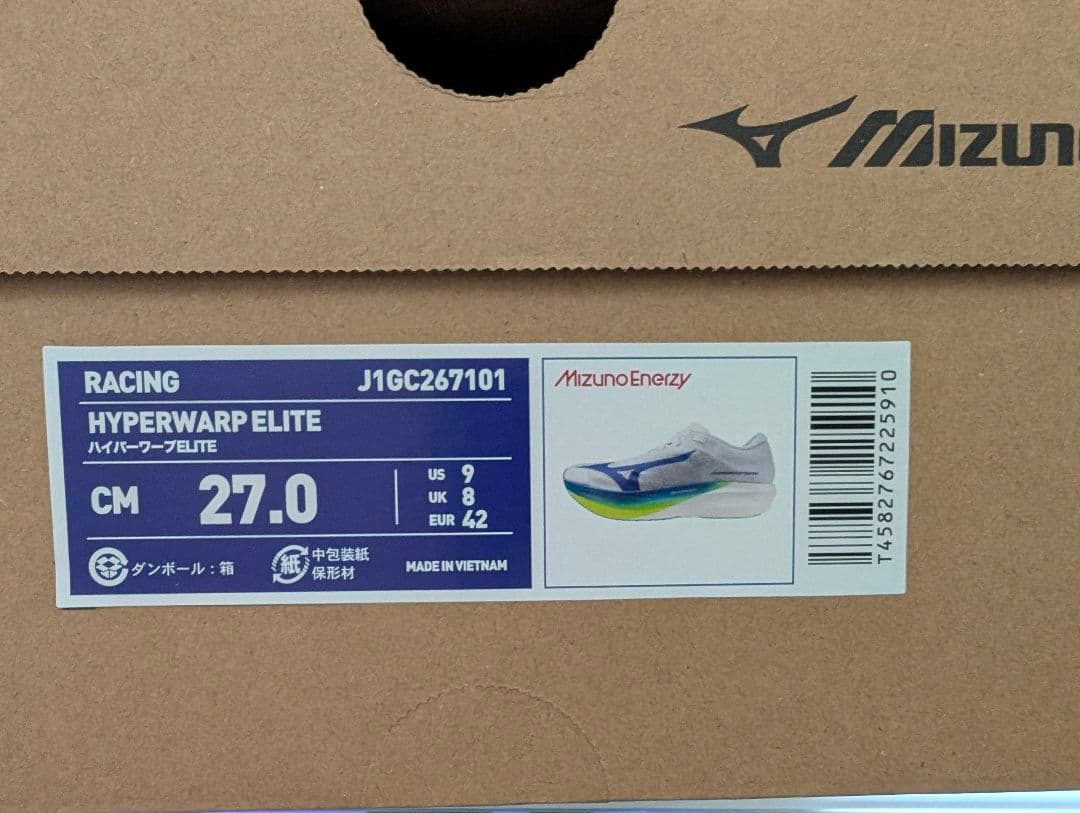 MIZUN
RACING
J1GC267101
HYPERWARP ELITE
ハイパーワープELITE
CM 27.0
US 9
UK 8
EUR 42
ダンボール：箱
紙
中包装紙
保形材
MADE IN VIETNAM
MIZUNO ENERZY
T4582767225910